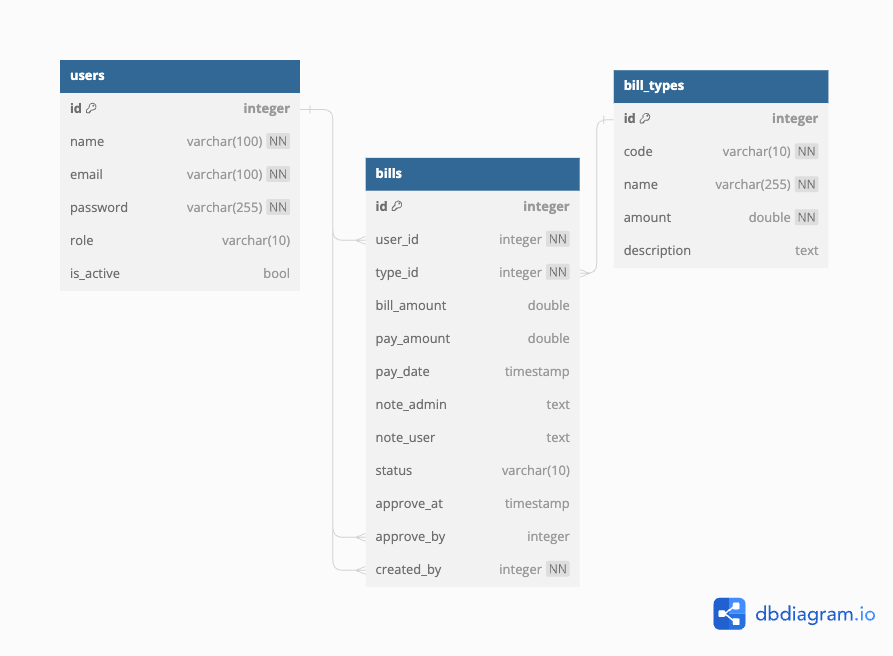 users
id integer
name varchar(100) NN
email varchar(100) NN
password varchar(255) NN
role varchar(10)
is_active bool
bills
id integer
user_id integer NN
type_id integer NN
bill_amount double
pay_amount double
pay_date timestamp
note_admin text
note_user text
status varchar(10)
approve_at timestamp
approve_by integer
created_by integer NN
bill_types
id integer
code varchar(10) NN
name varchar(255) NN
amount double NN
description text
dbdiagram.io